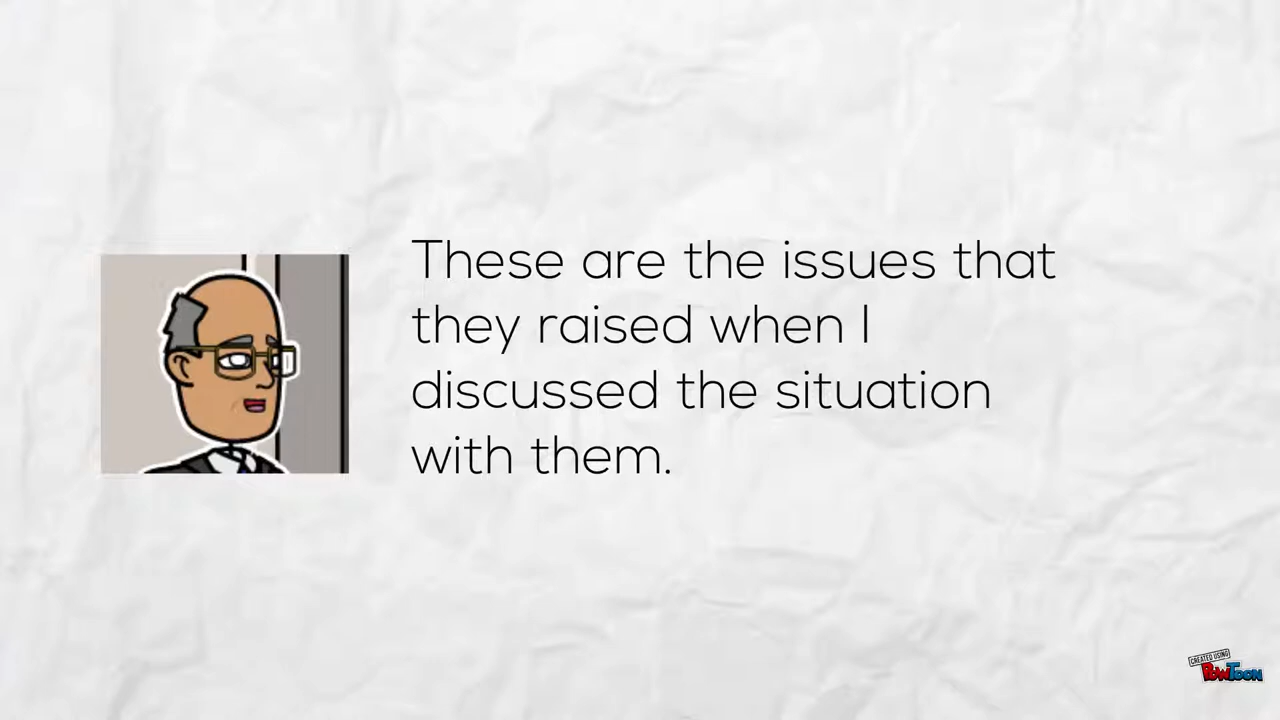 These are the issues that
they raised when I
discussed the situation
with them.
CREATED USING
PowToon